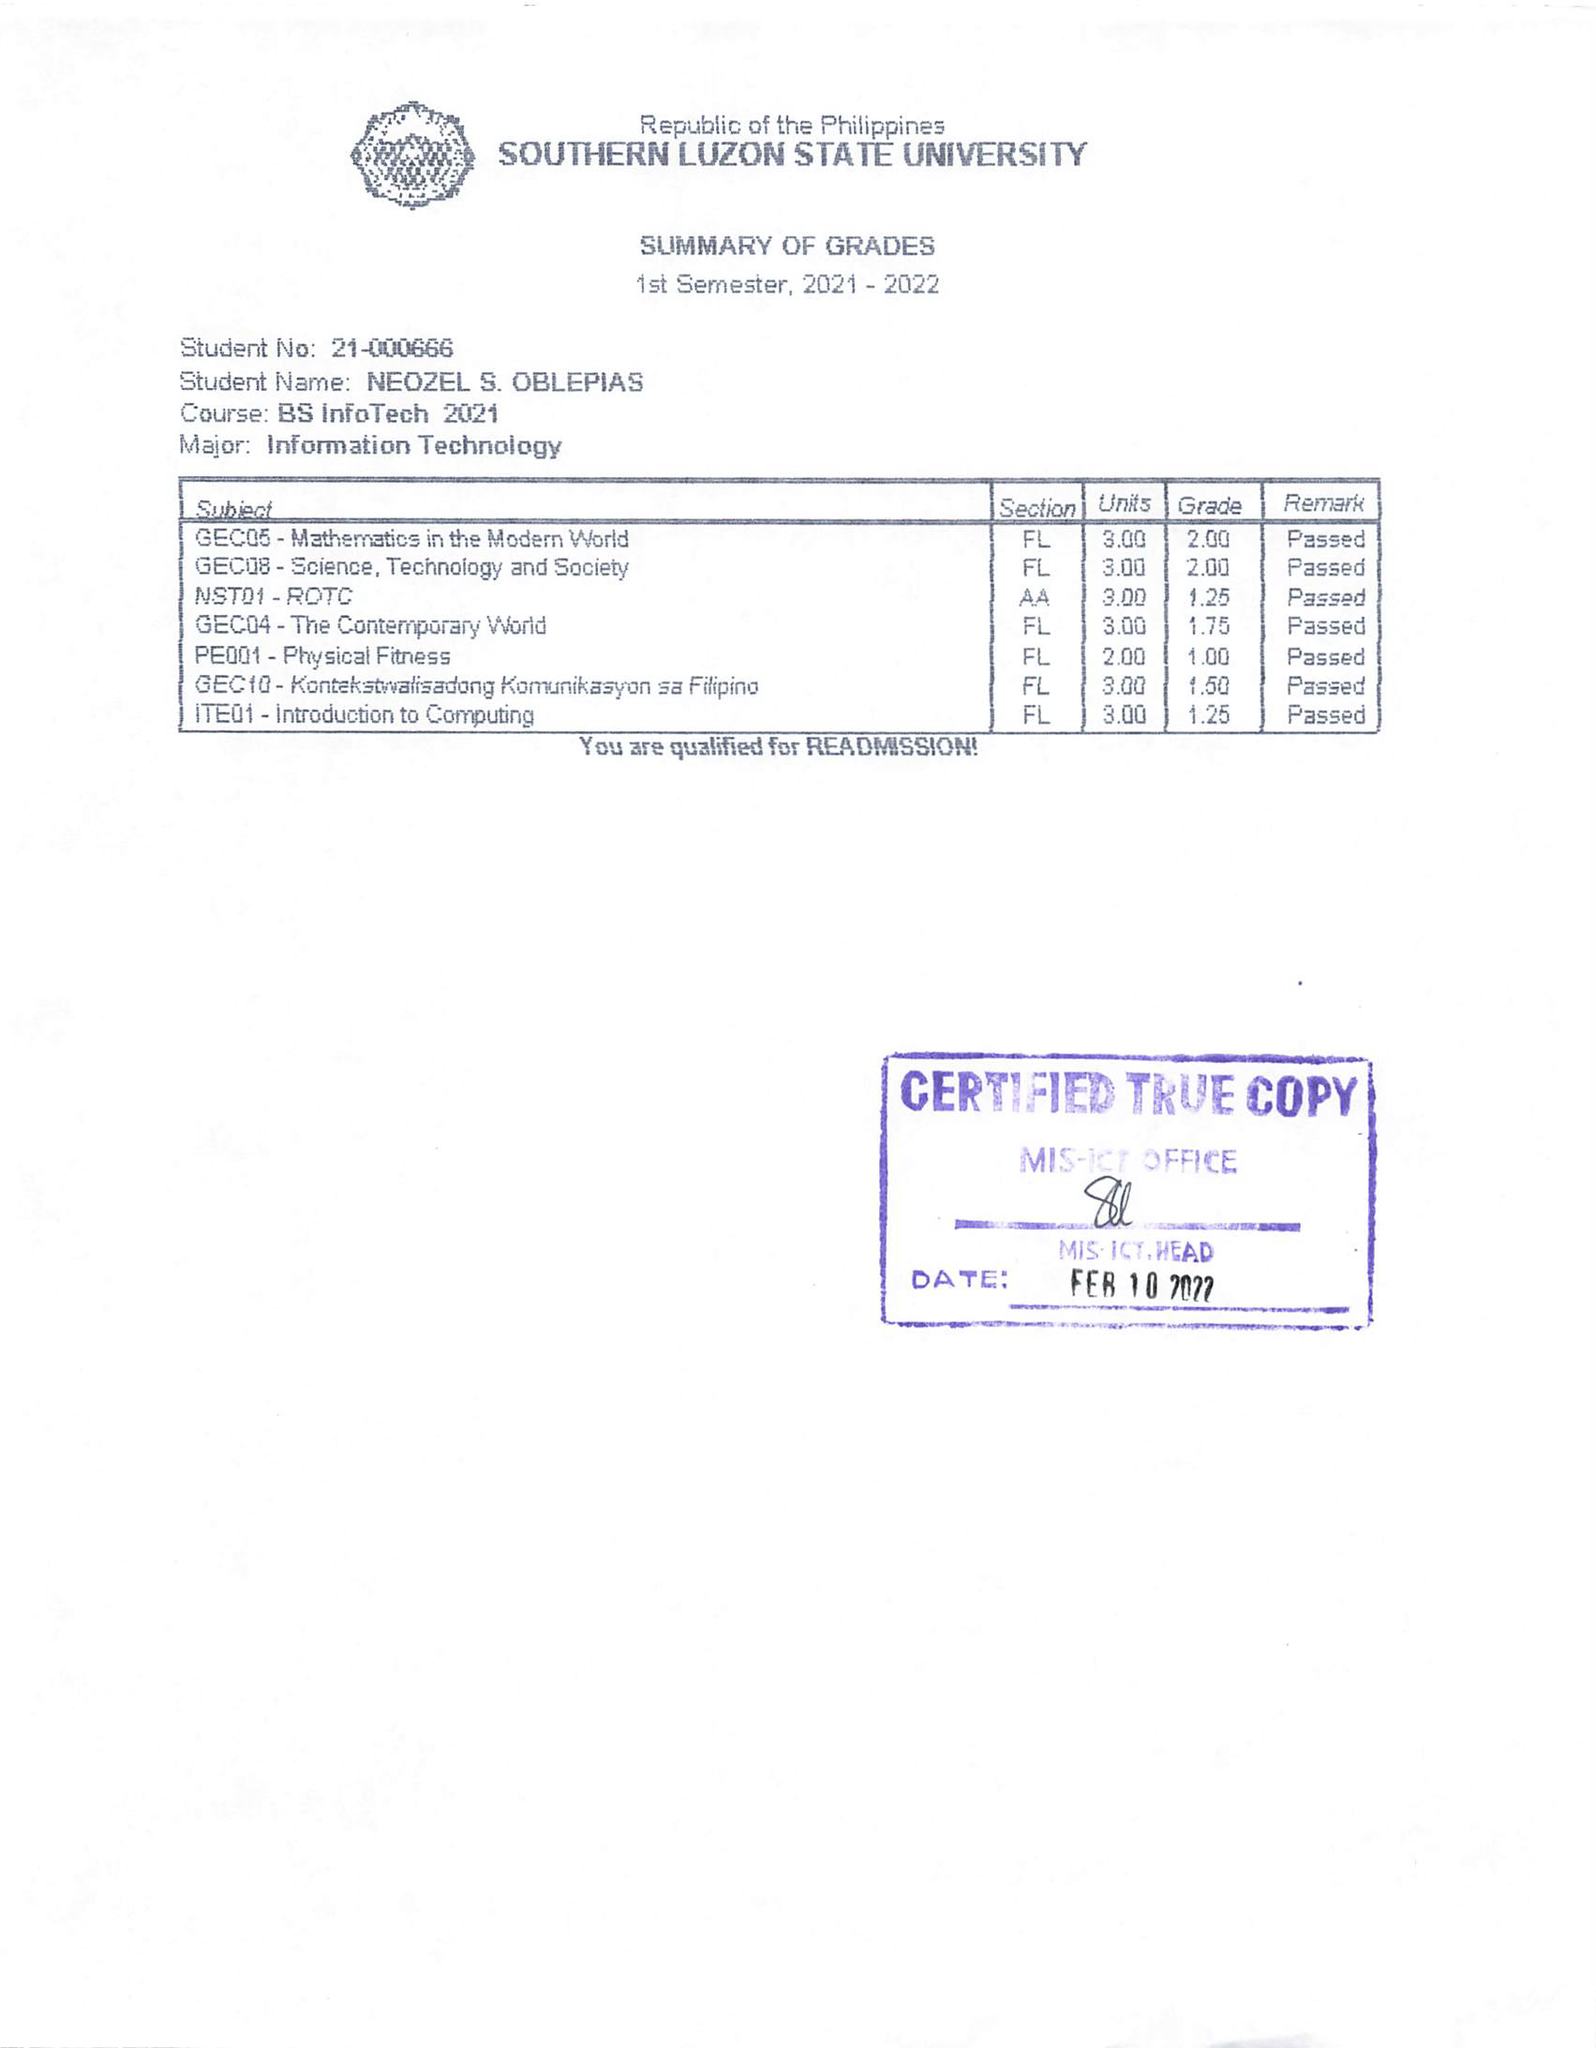 Republic of the Philippines
SOUTHERN LUZON STATE UNIVERSITY
SUMMARY OF GRADES
1st Semester, 2021 - 2022
Student No: 21-000666
Student Name: NEOZEL S. OBLEPIAS
Course: BS InfoTech 2021
Major: Information Technology
Subject Section Units Grade Remark
GEC05 - Mathematics in the Modern World FL 3.00 2.00 Passed
GEC08 - Science, Technology and Society FL 3.00 2.00 Passed
NST01 - ROTC AA 3.00 1.25 Passed
GEC04 - The Contemporary World FL 3.00 1.75 Passed
PE001 - Physical Fitness FL 2.00 1.00 Passed
GEC10 - Kontekstwalisadong Komunikasyon sa Filipino FL 3.00 1.50 Passed
ITE01 - Introduction to Computing FL 3.00 1.25 Passed
You are qualified for READMISSION!
CERTIFIED TRUE COPY
MIS-ICT OFFICE
MIS-ICT. HEAD
DATE: FEB 10 2022